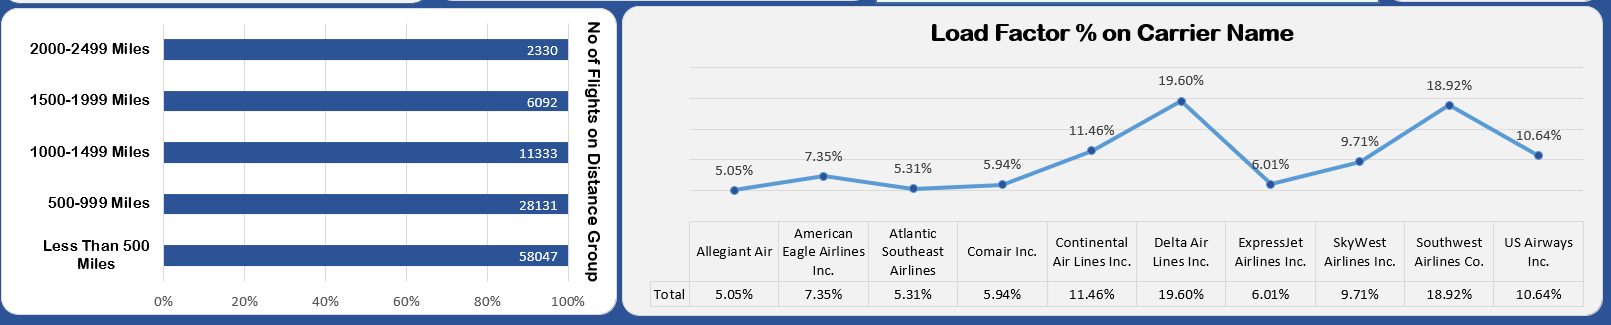 2000-2499 Miles
2330
1500-1999 Miles
6092
1000-1499 Miles
11333
500-999 Miles
28131
Less Than 500
Miles
58047
0% 20% 40% 60% 80% 100%
No of Flights on Distance Group
Load Factor % on Carrier Name
5.05% 7.35% 5.31% 5.94% 11.46% 19.60% 6.01% 9.71% 18.92% 10.64%
Allegiant Air
American
Eagle Airlines
Inc.
Atlantic
Southeast
Airlines
Comair Inc.
Continental
Air Lines Inc.
Delta Air
Lines Inc.
ExpressJet
Airlines Inc.
SkyWest
Airlines Inc.
Southwest
Airlines Co.
US Airways
Inc.
Total 5.05% 7.35% 5.31% 5.94% 11.46% 19.60% 6.01% 9.71% 18.92% 10.64%